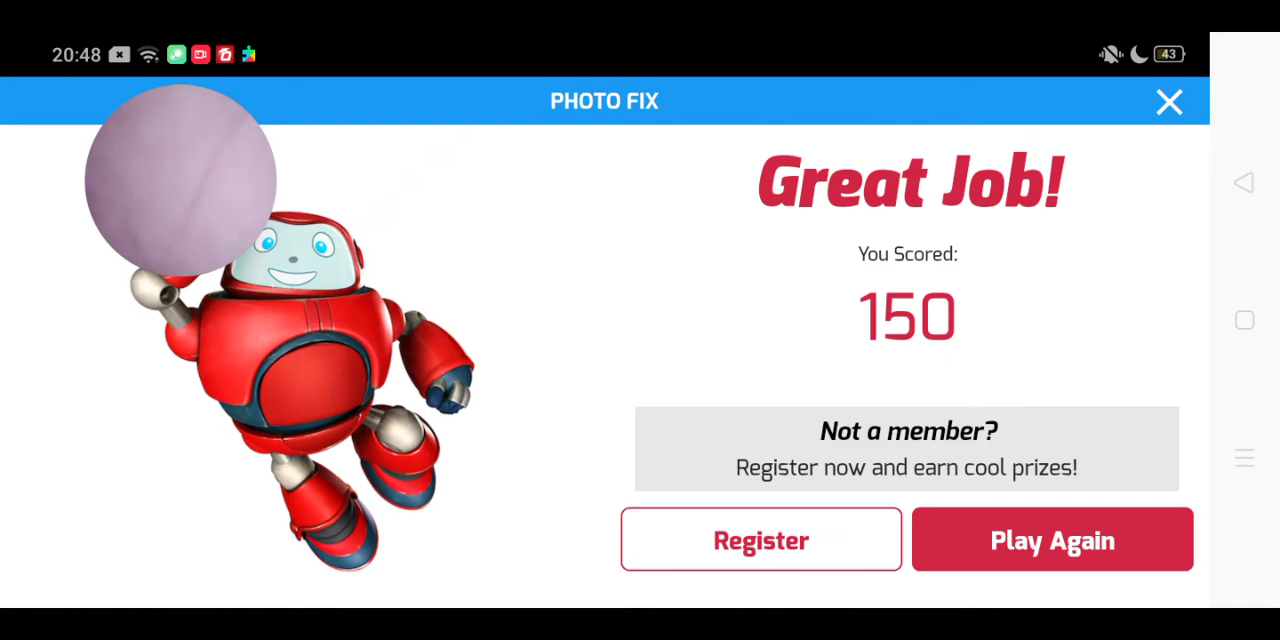 20:48
43
PHOTO FIX
Great Job!
You Scored:
150
Not a member?
Register now and earn cool prizes!
Register
Play Again